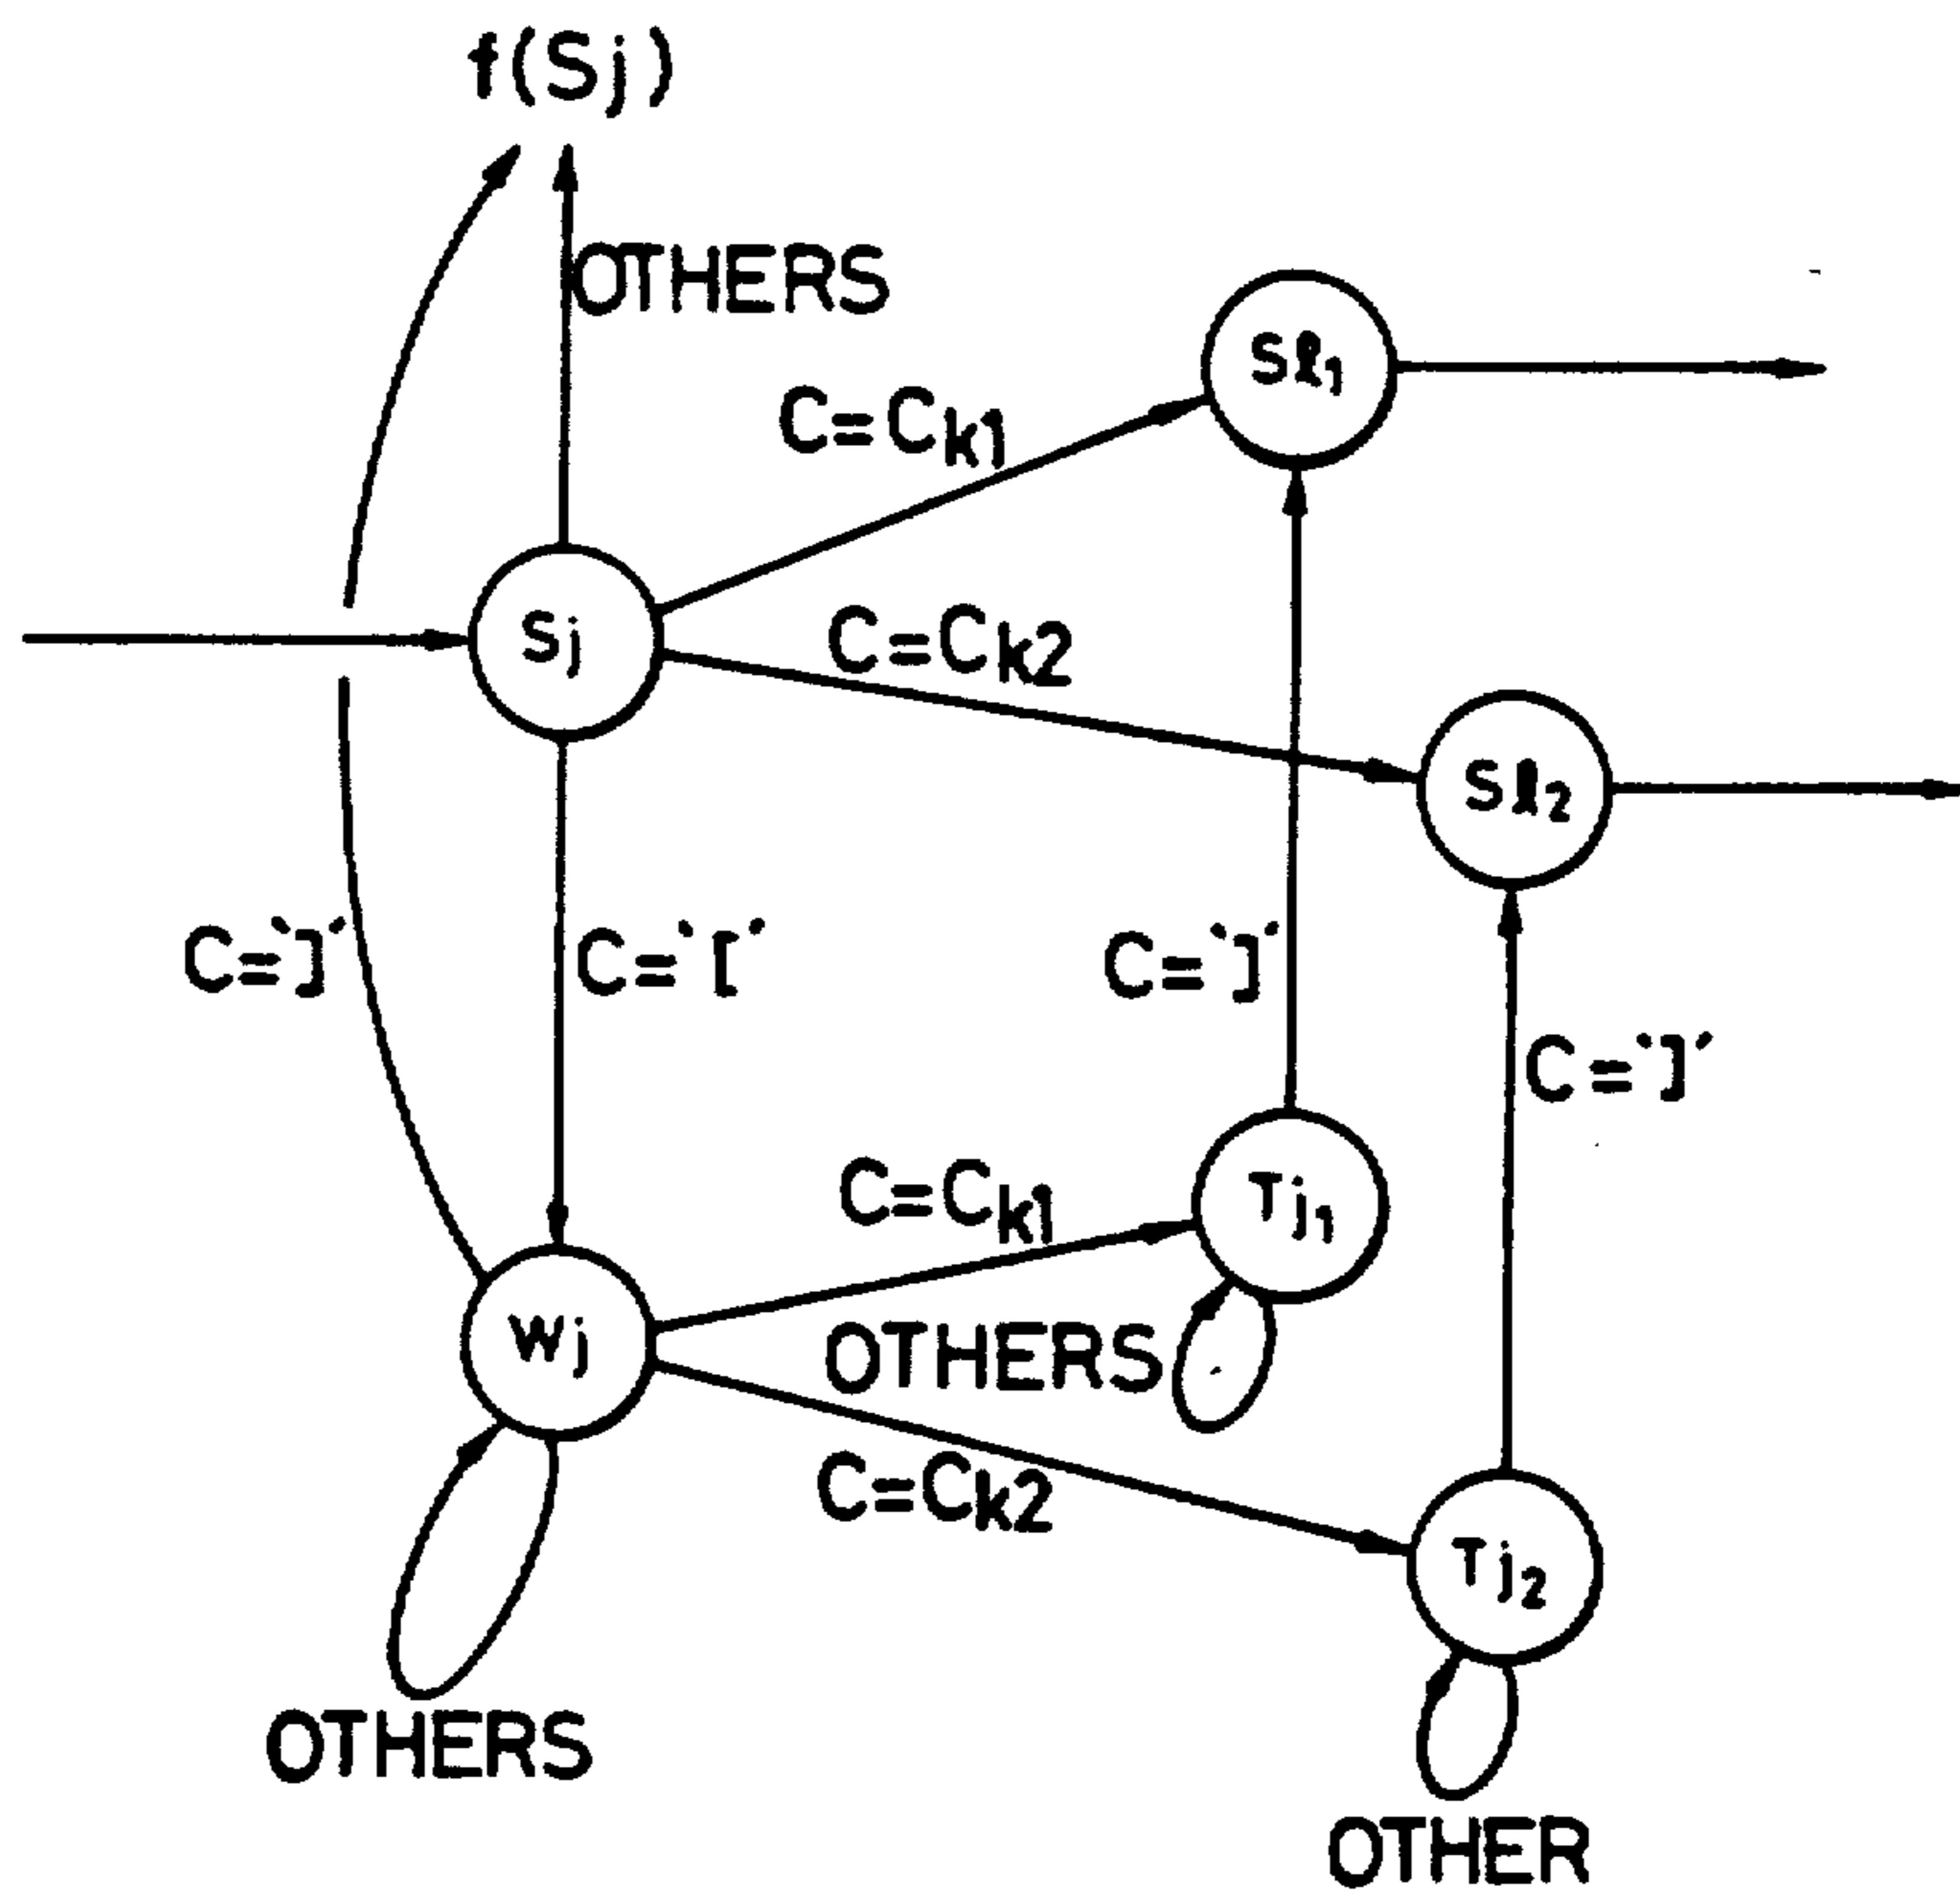 f(Sj)
OTHERS
Sℓ1
C=Ck1
Sj
C=Ck2
Sℓ2
C=‘]’
C=‘[’
C=‘]’
C=‘]’
C=Ck1
Tj1
Wj
OTHERS
C=Ck2
Tj2
OTHERS
OTHER